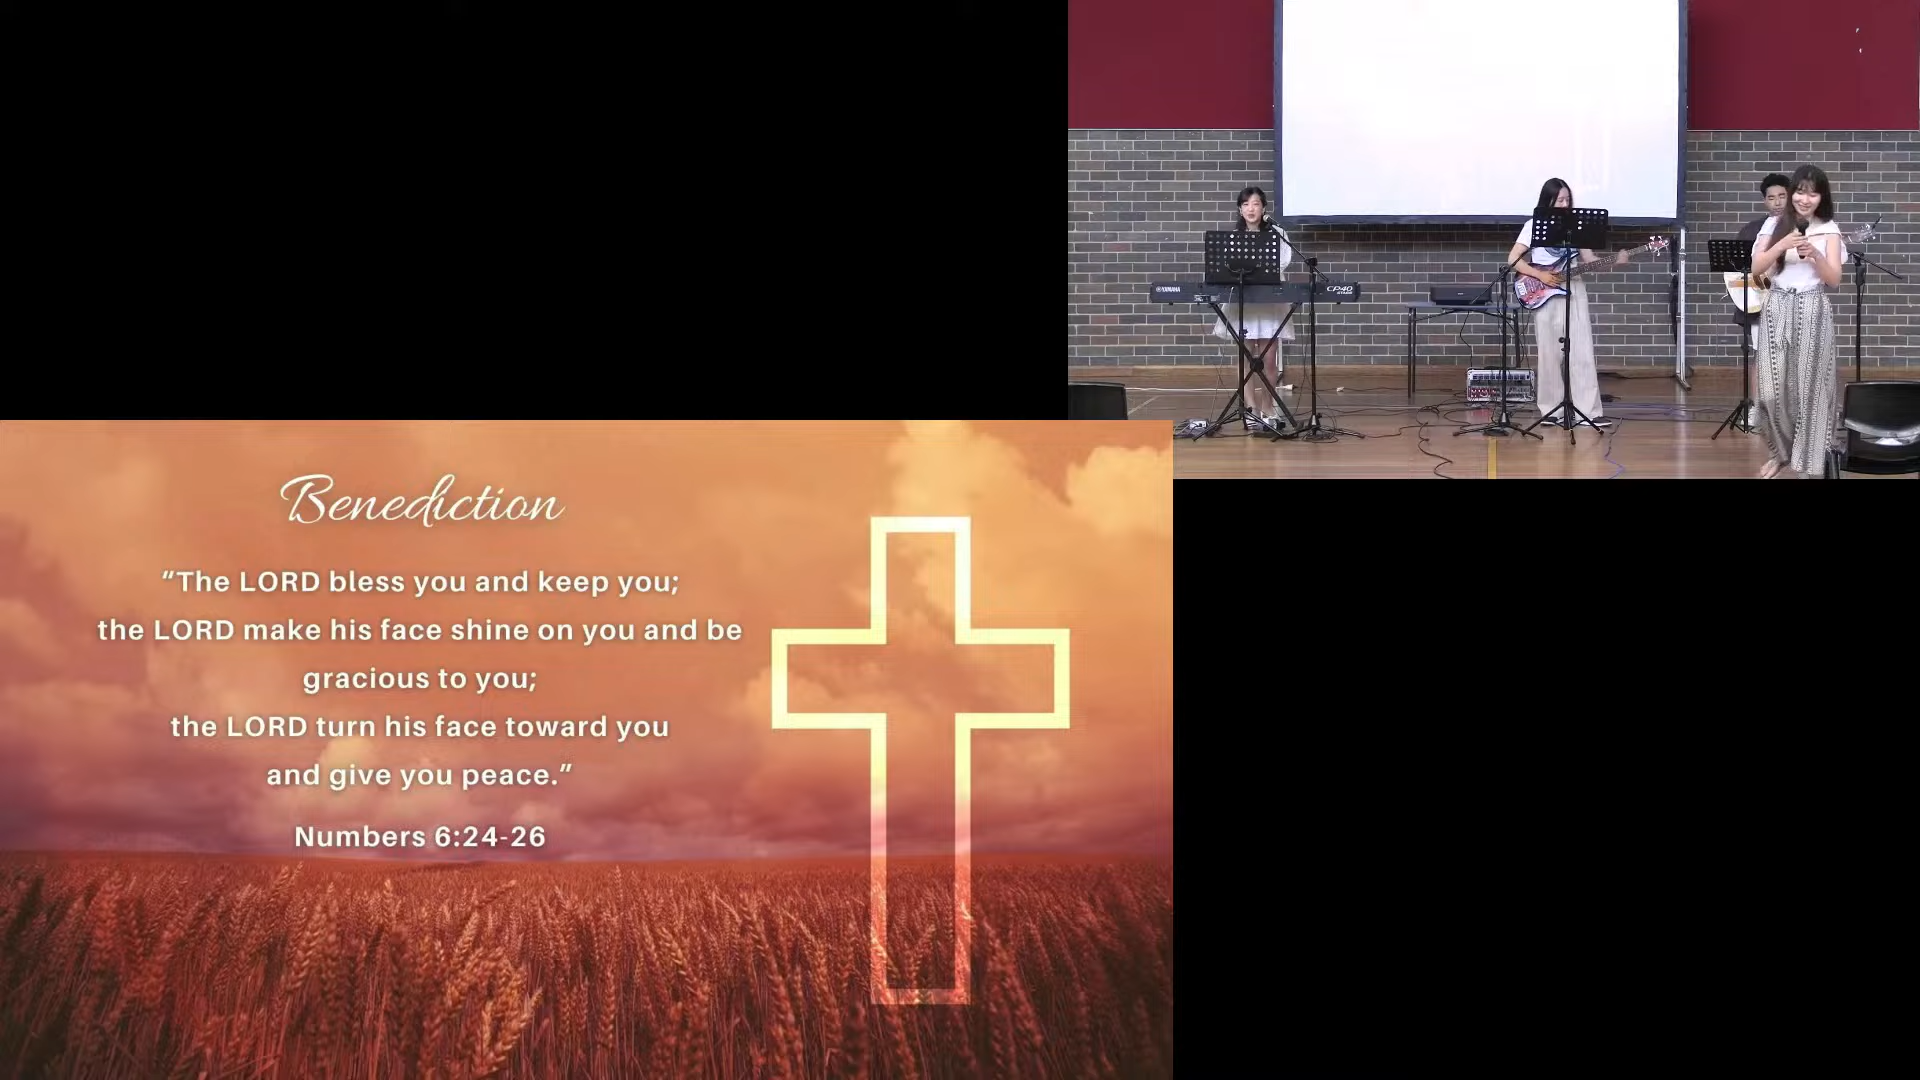 YAMAHA
CP40
STAGE
Benediction
“The LORD bless you and keep you;
the LORD make his face shine on you and be
gracious to you;
the LORD turn his face toward you
and give you peace.”
Numbers 6:24-26